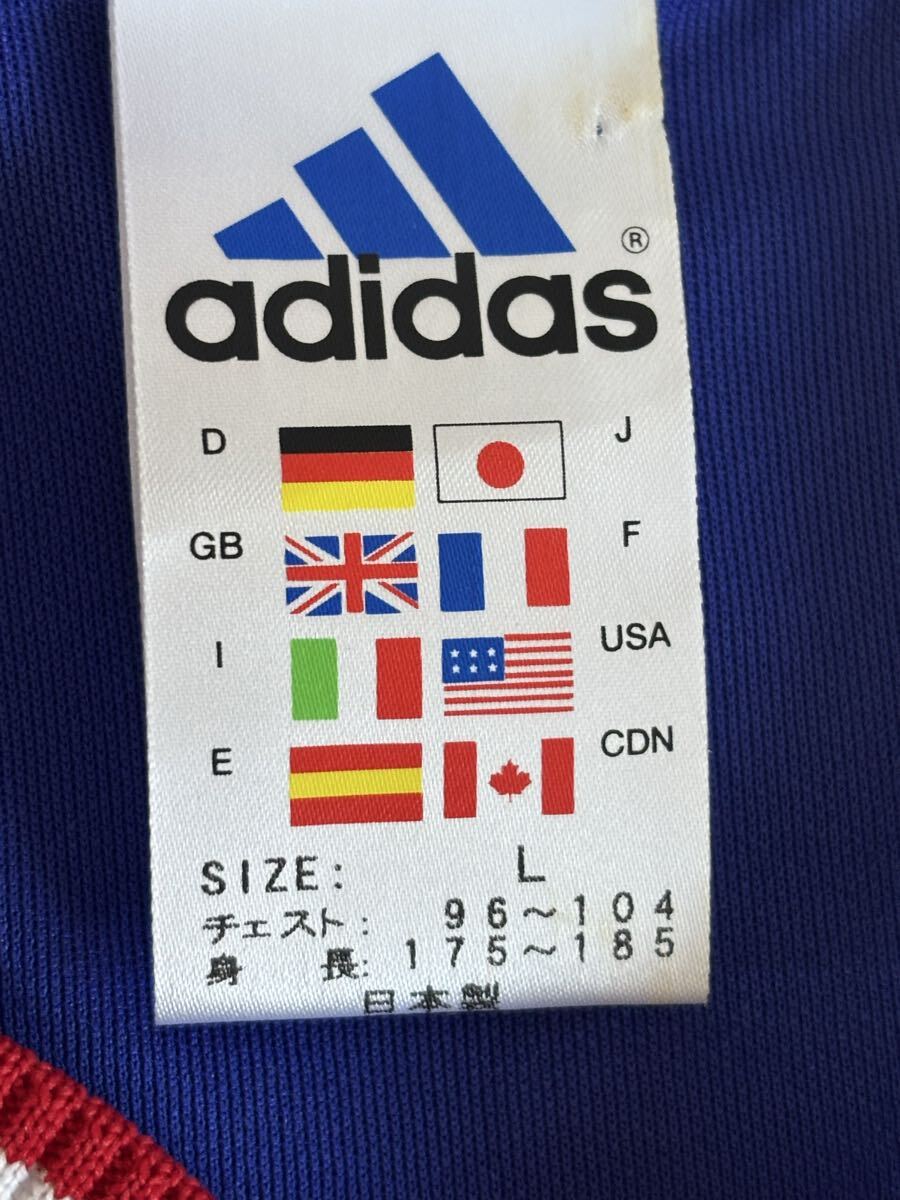 adidas®
D J
GB F
I USA
E CDN
SIZE: L
チェスト: 96~104
身長: 175~185
日本製